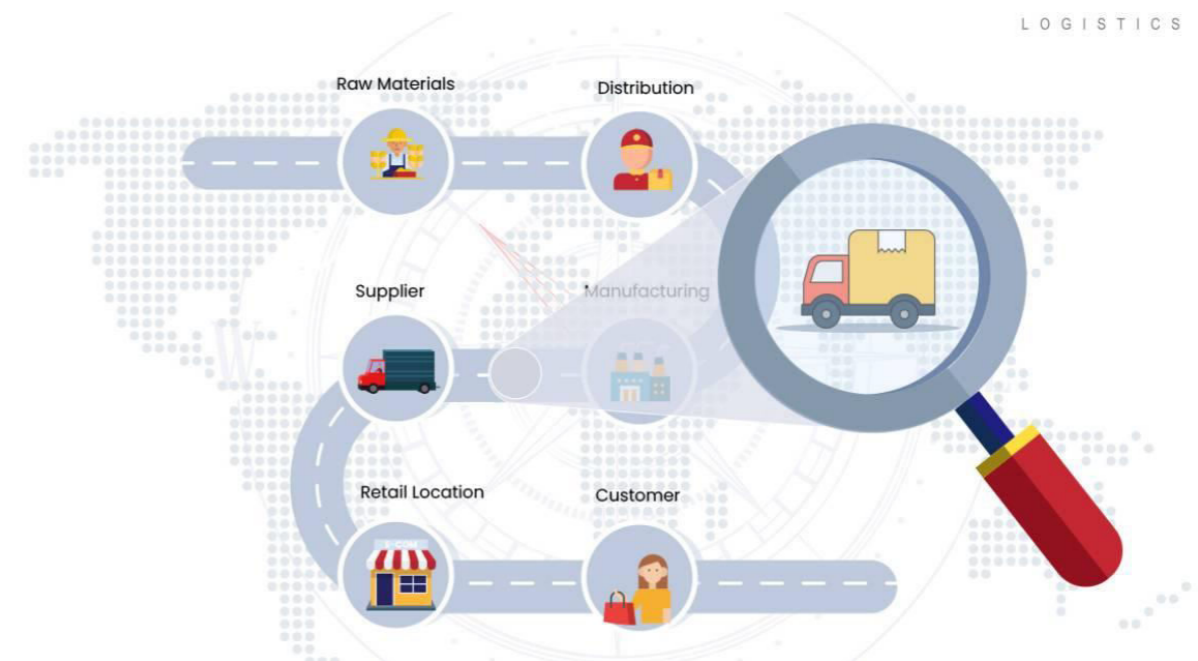 LOGISTICS
Raw Materials
Distribution
Supplier
Manufacturing
Retail Location
Customer